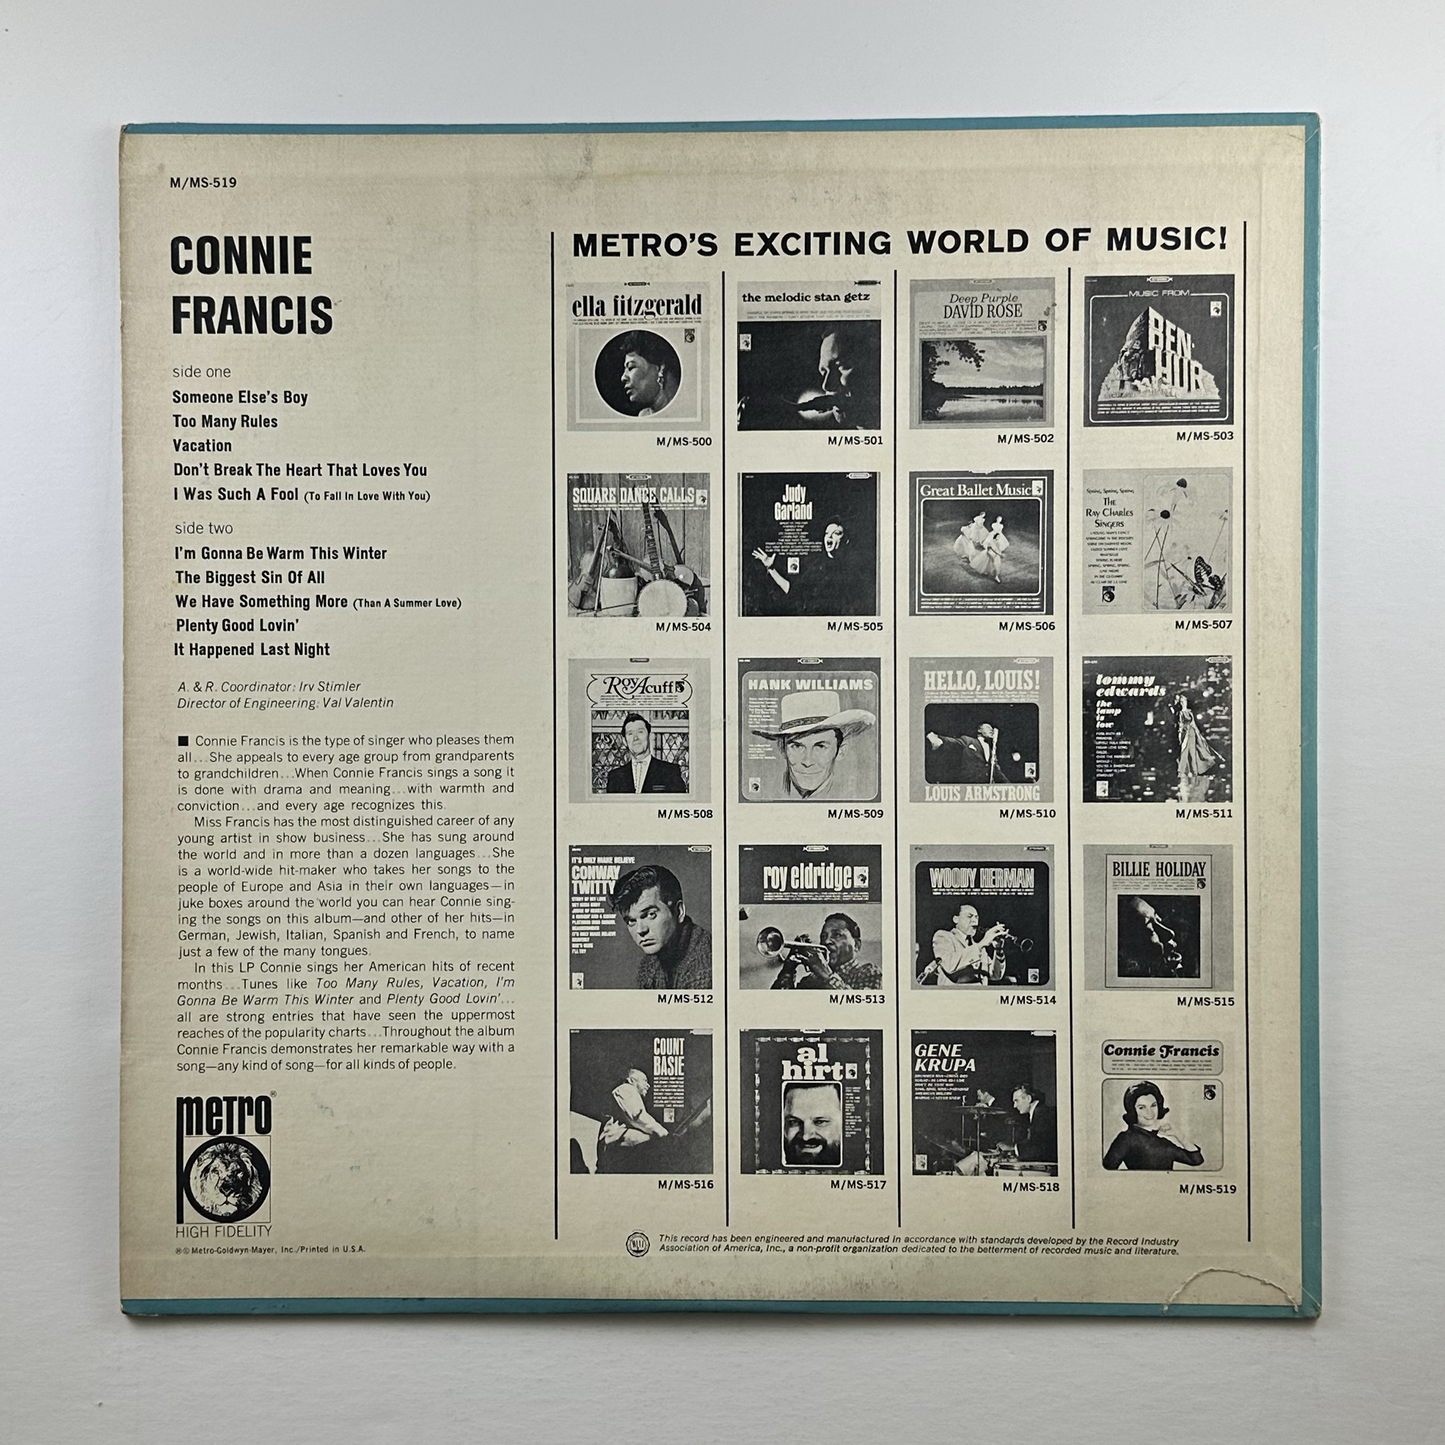 M/MS-519
CONNIE
FRANCIS
side one
Someone Else's Boy
Too Many Rules
Vacation
Don't Break The Heart That Loves You
I Was Such A Fool (To Fall In Love With You)
side two
I'm Gonna Be Warm This Winter
The Biggest Sin Of All
We Have Something More (Than A Summer Love)
Plenty Good Lovin'
It Happened Last Night
A. & R. Coordinator: Irv Stimler
Director of Engineering: Val Valentin
■ Connie Francis is the type of singer who pleases them
all...She appeals to every age group from grandparents
to grandchildren...When Connie Francis sings a song it
is done with drama and meaning...with warmth and
conviction...and every age recognizes this.
Miss Francis has the most distinguished career of any
young artist in show business...She has sung around
the world and in more than a dozen languages...She
is a world-wide hit-maker who takes her songs to the
people of Europe and Asia in their own languages—in
juke boxes around the world you can hear Connie sing-
ing the songs on this album—and other of her hits—in
German, Jewish, Italian, Spanish and French, to name
just a few of the many tongues.
In this LP Connie sings her American hits of recent
months...Tunes like Too Many Rules, Vacation, I'm
Gonna Be Warm This Winter and Plenty Good Lovin'...
all are strong entries that have seen the uppermost
reaches of the popularity charts...Throughout the album
Connie Francis demonstrates her remarkable way with a
song—any kind of song—for all kinds of people.
METRO®
HIGH FIDELITY
℗© Metro-Goldwyn-Mayer, Inc./Printed in U.S.A.
METRO'S EXCITING WORLD OF MUSIC!
ella fitzgerald
M/MS-500
the melodic stan getz
M/MS-501
Deep Purple
DAVID ROSE
M/MS-502
MUSIC FROM
BEN-
HUR
M/MS-503
SQUARE DANCE CALLS
M/MS-504
Judy
Garland
M/MS-505
Great Ballet Music
M/MS-506
Spring, Spring, Spring
The
Ray Charles
Singers
M/MS-507
Roy Acuff
M/MS-508
HANK WILLIAMS
M/MS-509
HELLO, LOUIS!
LOUIS ARMSTRONG
M/MS-510
tommy
edwards
the
lamp
is
low
M/MS-511
IT'S ONLY MAKE BELIEVE
CONWAY
TWITTY
M/MS-512
roy eldridge
M/MS-513
WOODY HERMAN
M/MS-514
BILLIE HOLIDAY
M/MS-515
COUNT
BASIE
M/MS-516
al
hirt
M/MS-517
GENE
KRUPA
M/MS-518
Connie Francis
M/MS-519
This record has been engineered and manufactured in accordance with standards developed by the Record Industry
Association of America, Inc., a non-profit organization dedicated to the betterment of recorded music and literature.